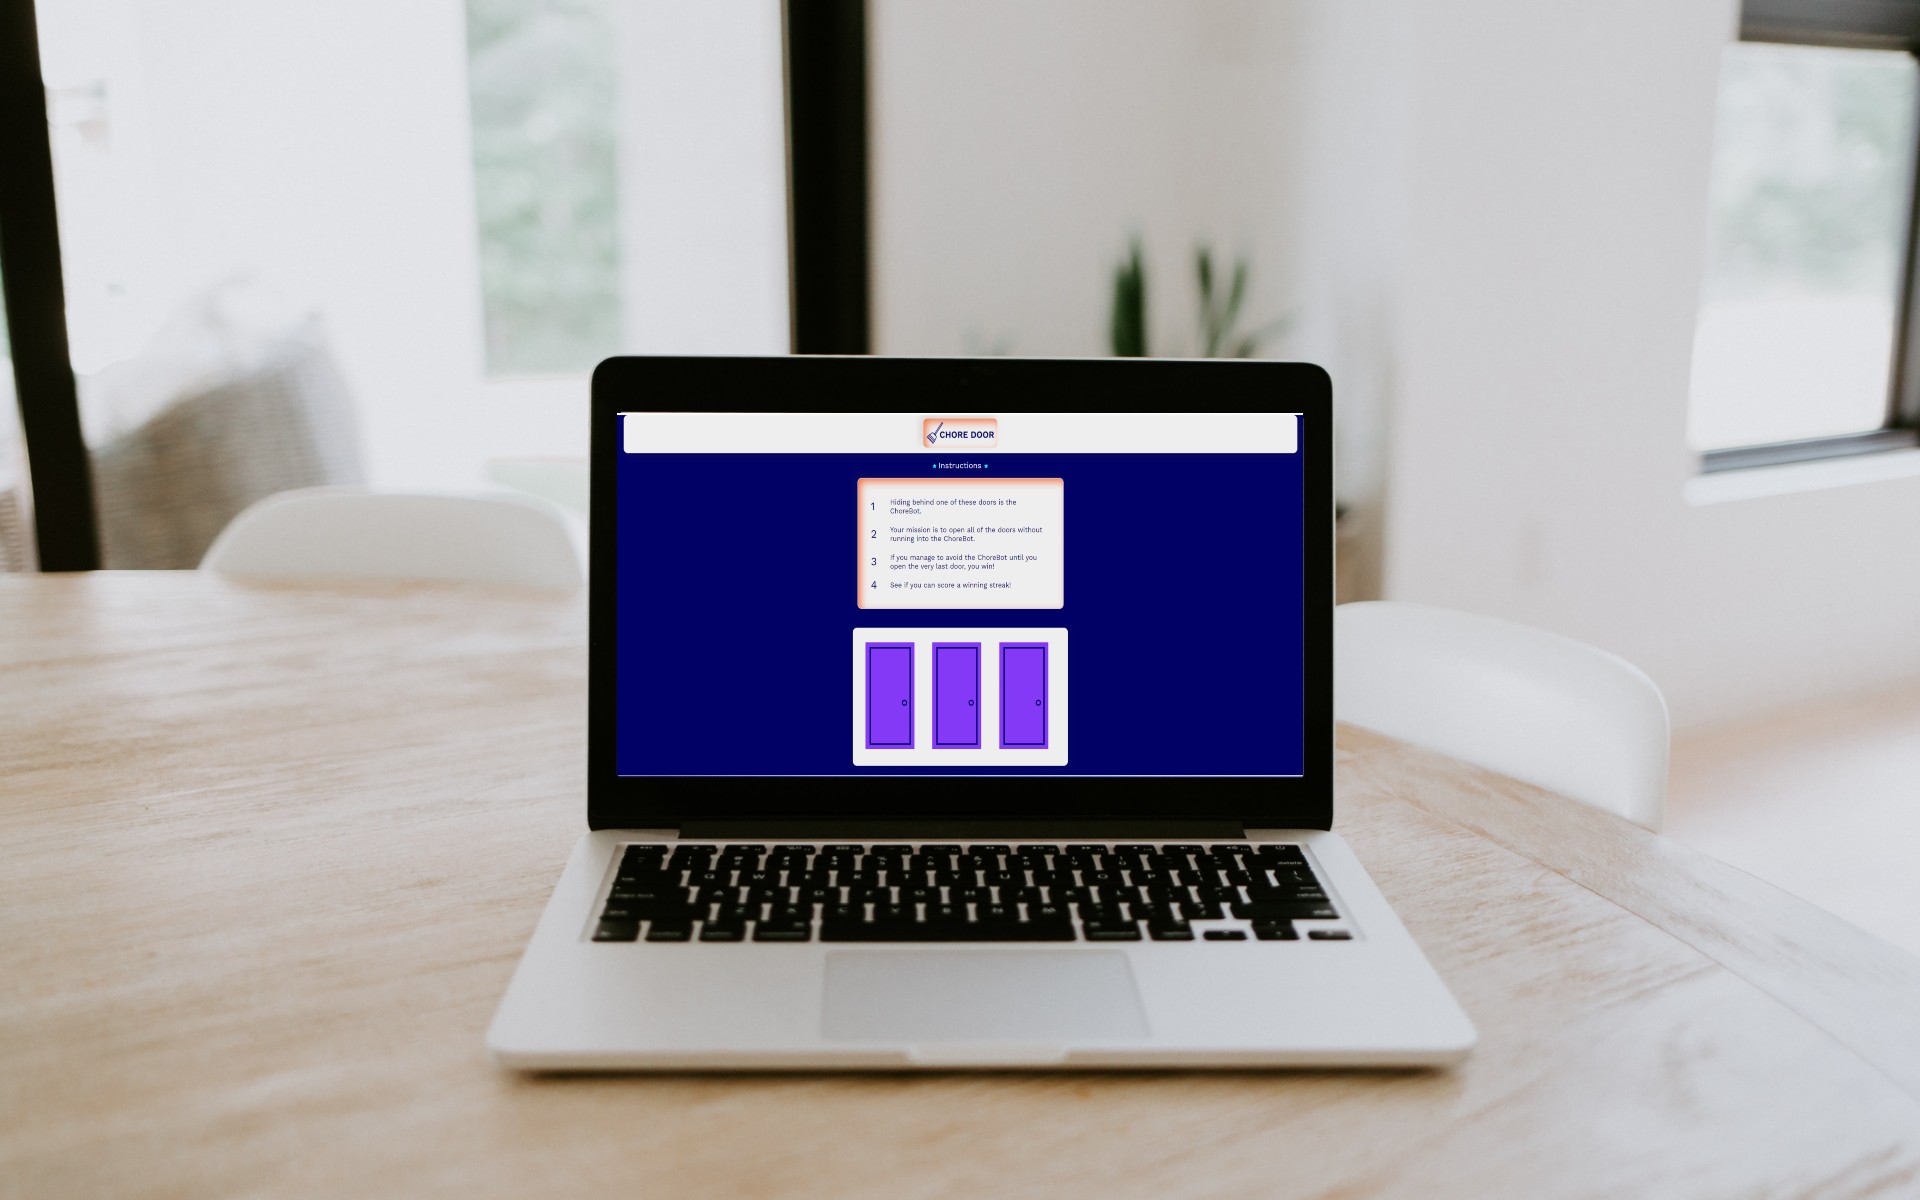 CHORE DOOR
Instructions
1 Hiding behind one of these doors is the
ChoreBot.
2 Your mission is to open all of the doors without
running into the ChoreBot.
3 If you manage to avoid the ChoreBot until you
open the very last door, you win!
4 See if you can score a winning streak!